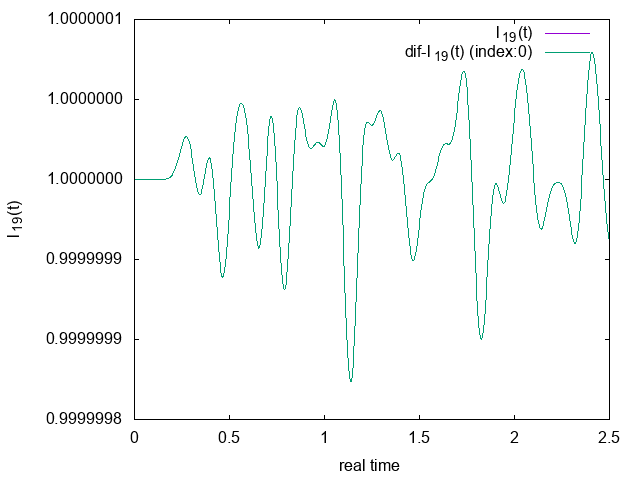 1.0000001
1.0000000
1.0000000
0.9999999
0.9999999
0.9999998
I19(t)
I19(t)
dif-I19(t) (index:0)
0 0.5 1 1.5 2 2.5
real time